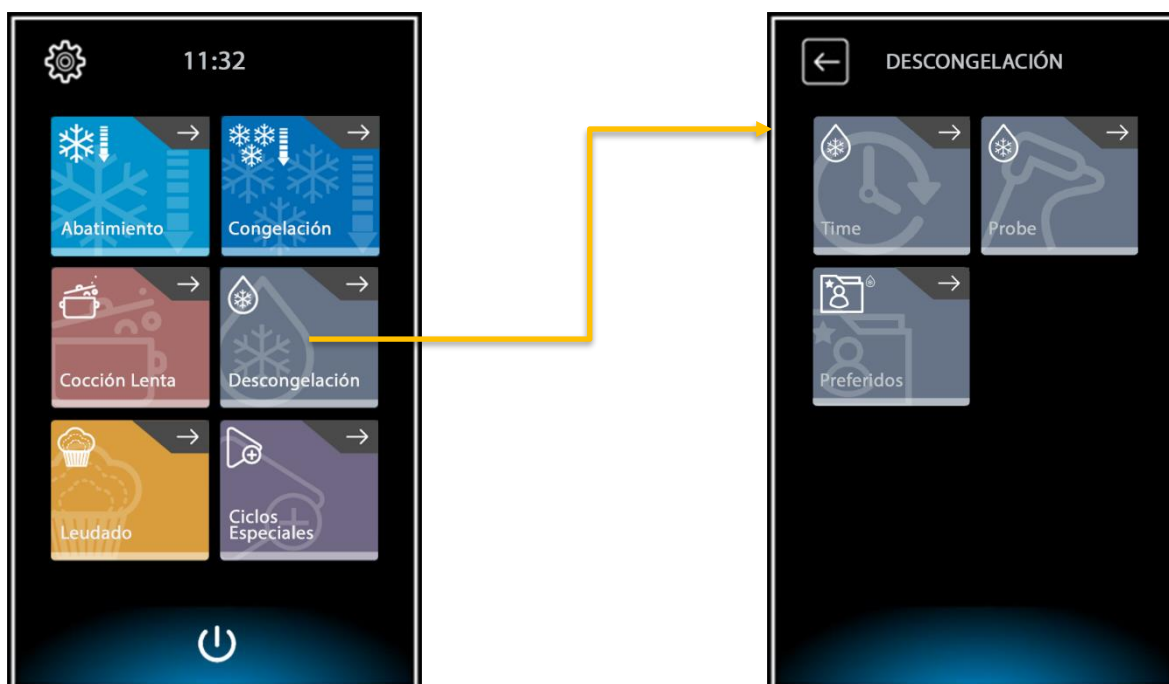 11:32
Abatimiento
Congelación
Cocción Lenta
Descongelación
Leudado
Ciclos
Especiales
DESCONGELACIÓN
Time
Probe
Preferidos